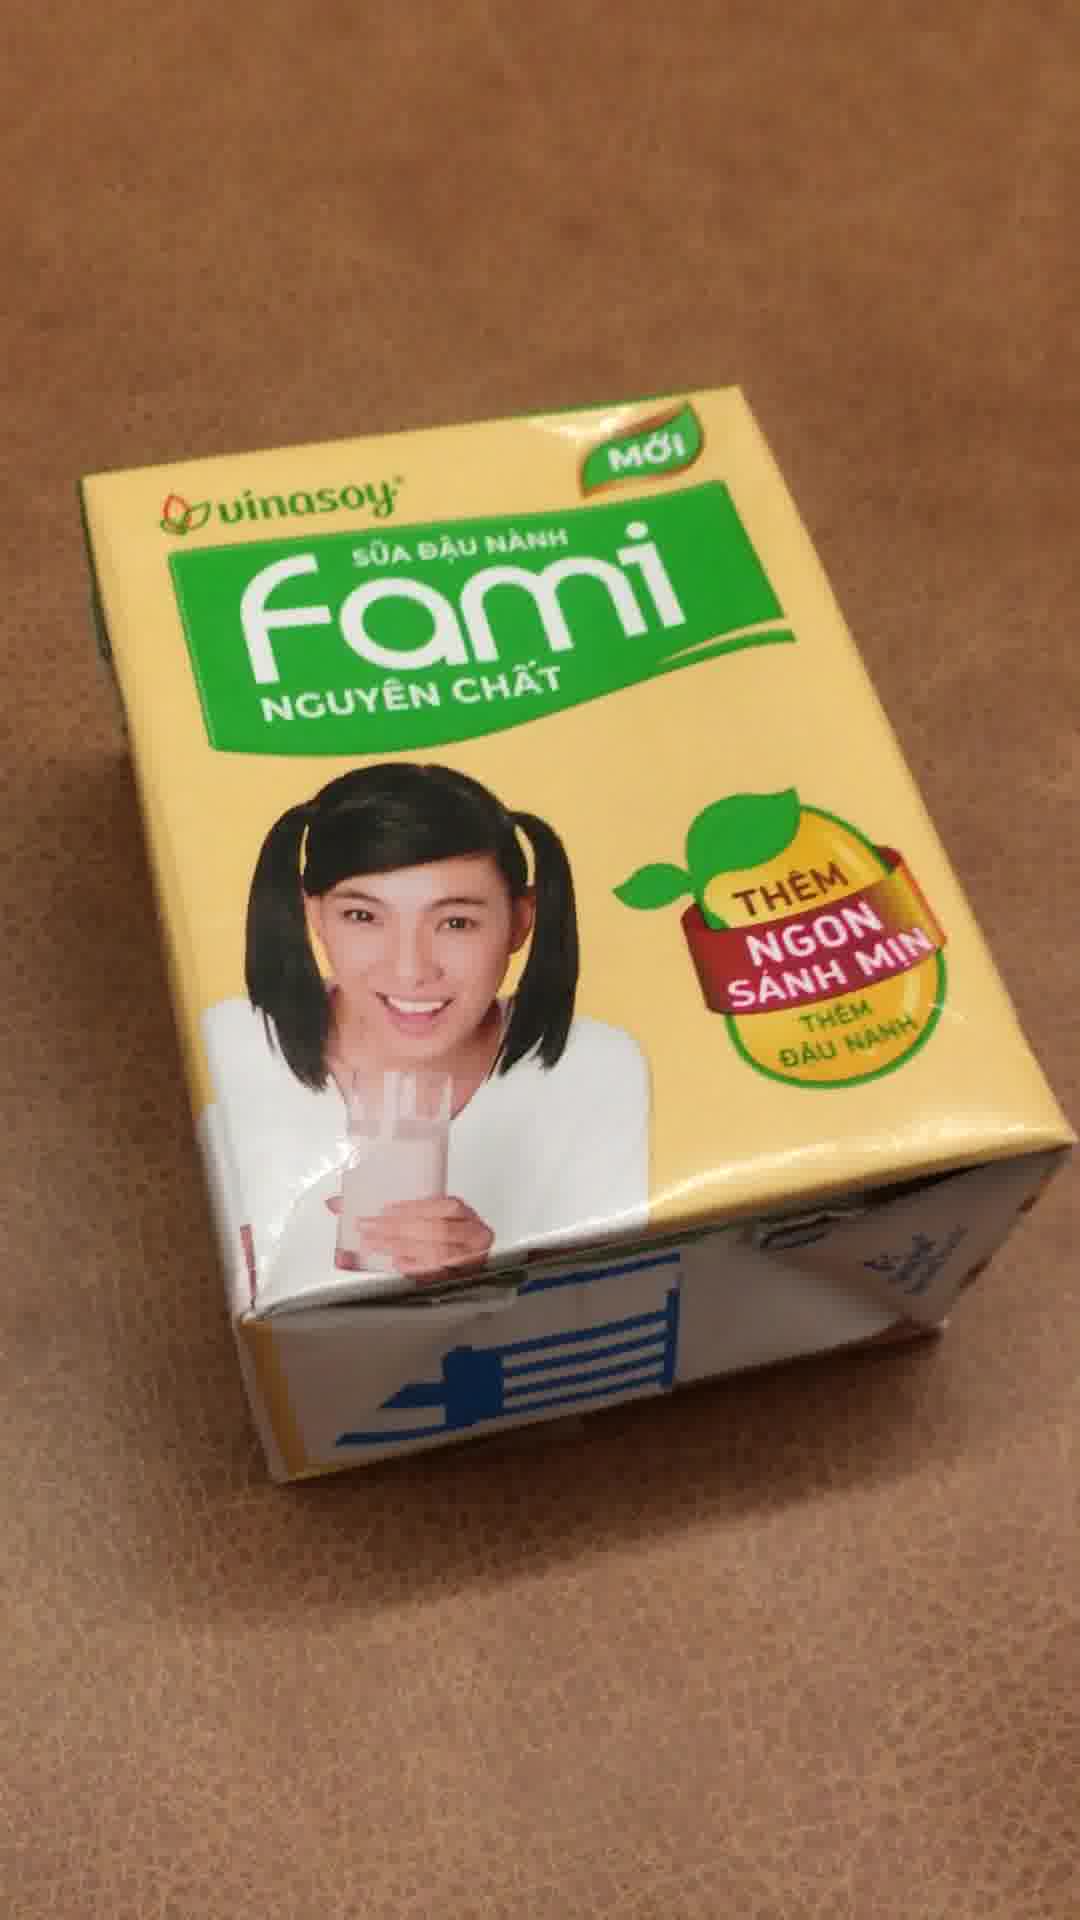 vinasoy
MỚI
SỮA ĐẬU NÀNH
Fami
NGUYÊN CHẤT
THÊM
NGON
SÁNH MỊN
THÊM
ĐẬU NÀNH